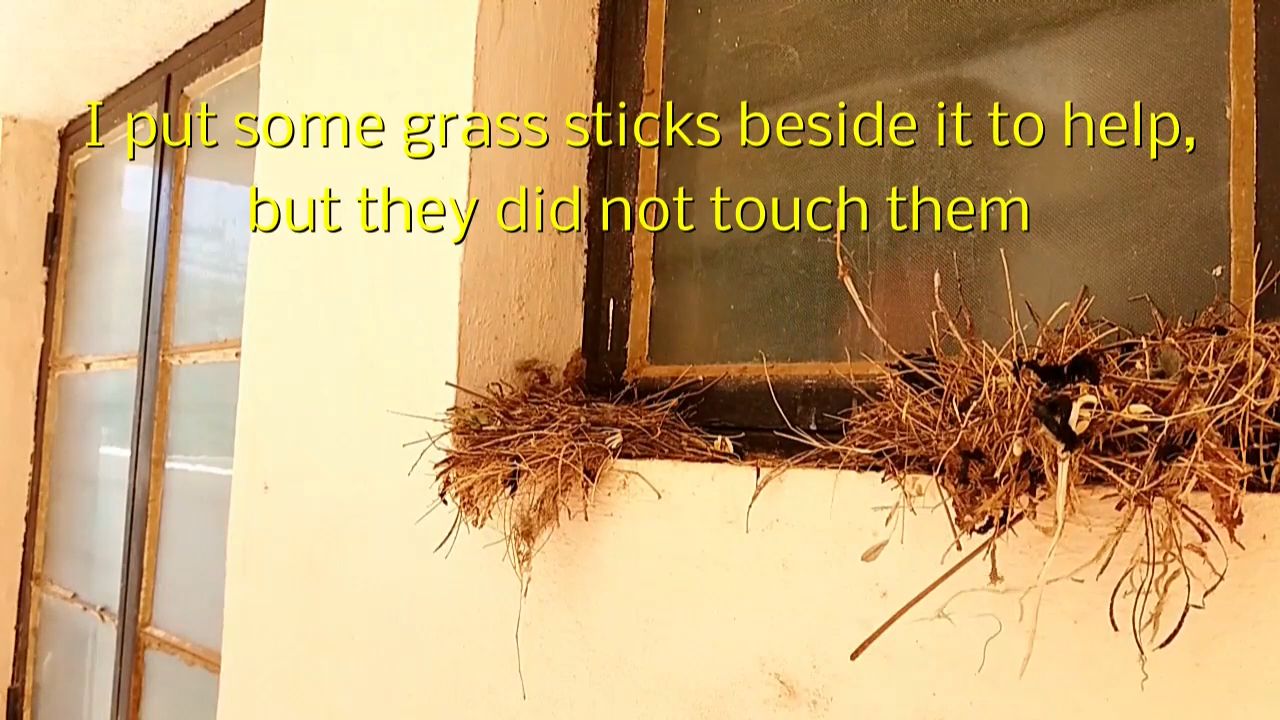 I put some grass sticks beside it to help,
but they did not touch them